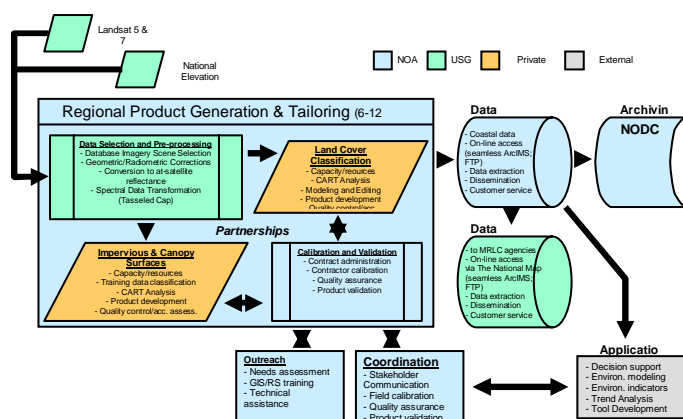 Landsat 5 &
7
National
Elevation
NOA
USG
Private
External
Regional Product Generation & Tailoring (6-12
Data Selection and Pre-processing
- Database Imagery Scene Selection
- Geometric/Radiometric Corrections
- Conversion to at-satellite
reflectance
- Spectral Data Transformation
(Tasseled Cap)
Land Cover
Classification
- Capacity/reources
- CART Analysis
- Modeling and Editing
- Product development
Quality control/acc
Partnerships
Impervious & Canopy
Surfaces
- Capacity/resources
- Training data classification
- CART Analysis
- Product development
- Quality control/acc. assess.
Calibration and Validation
- Contract administration
- Contractor calibration
- Quality assurance
- Product validation
Data
- Coastal data
- On-line access
(seamless ArcIMS;
FTP)
- Data extraction
- Dissemination
- Customer service
Archivin
NODC
Data
- to MRLC agencies
- On-line access
via The National Map
(seamless ArcIMS;
FTP)
- Data extraction
- Dissemination
- Customer service
Outreach
- Needs assessment
- GIS/RS training
- Technical
assistance
Coordination
- Stakeholder
Communication
- Field calibration
- Quality assurance
- Product validation
Applicatio
- Decision support
- Environ. modeling
- Environ. indicators
- Trend Analysis
- Tool Development